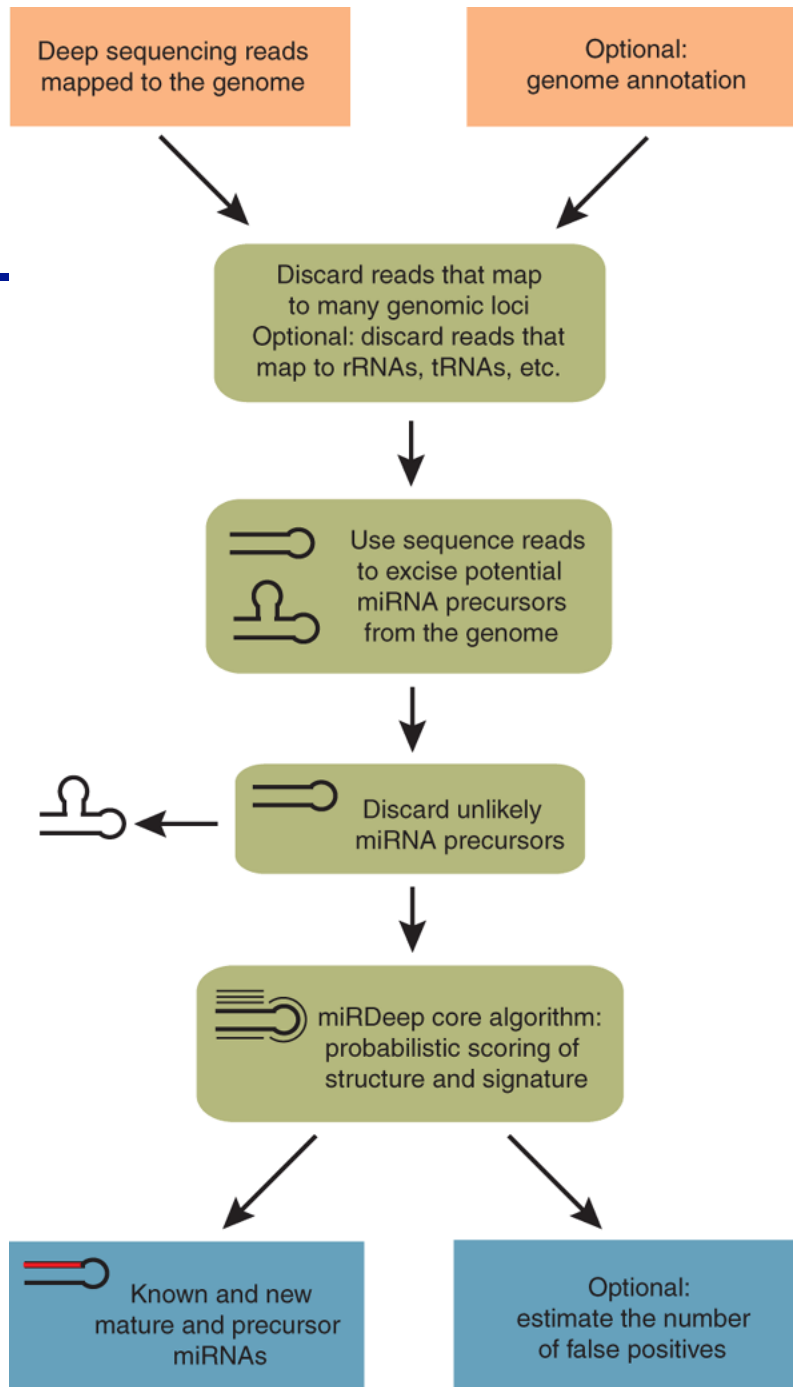 Deep sequencing reads
mapped to the genome
Optional:
genome annotation
Discard reads that map
to many genomic loci
Optional: discard reads that
map to rRNAs, tRNAs, etc.
Use sequence reads
to excise potential
miRNA precursors
from the genome
Discard unlikely
miRNA precursors
miRDeep core algorithm:
probabilistic scoring of
structure and signature
Known and new
mature and precursor
miRNAs
Optional:
estimate the number
of false positives